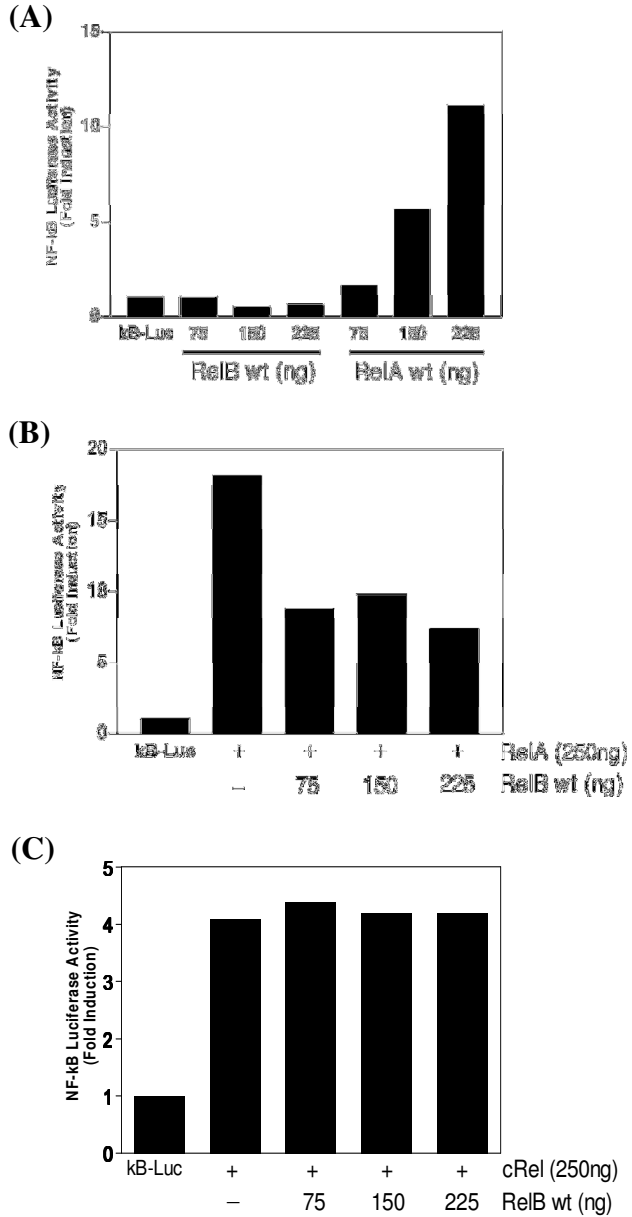 (A)
NF-kB Luciferase Activity
(Fold Induction)
15
10
5
0
kB-Luc 75 150 225 75 150 225
RelB wt (ng) RelA wt (ng)
(B)
NF-kB Luciferase Activity
(Fold Induction)
20
15
10
5
0
kB-Luc + + + + RelA (250ng)
– 75 150 225 RelB wt (ng)
(C)
NF-kB Luciferase Activity
(Fold Induction)
5
4
3
2
1
0
kB-Luc + + + + cRel (250ng)
– 75 150 225 RelB wt (ng)